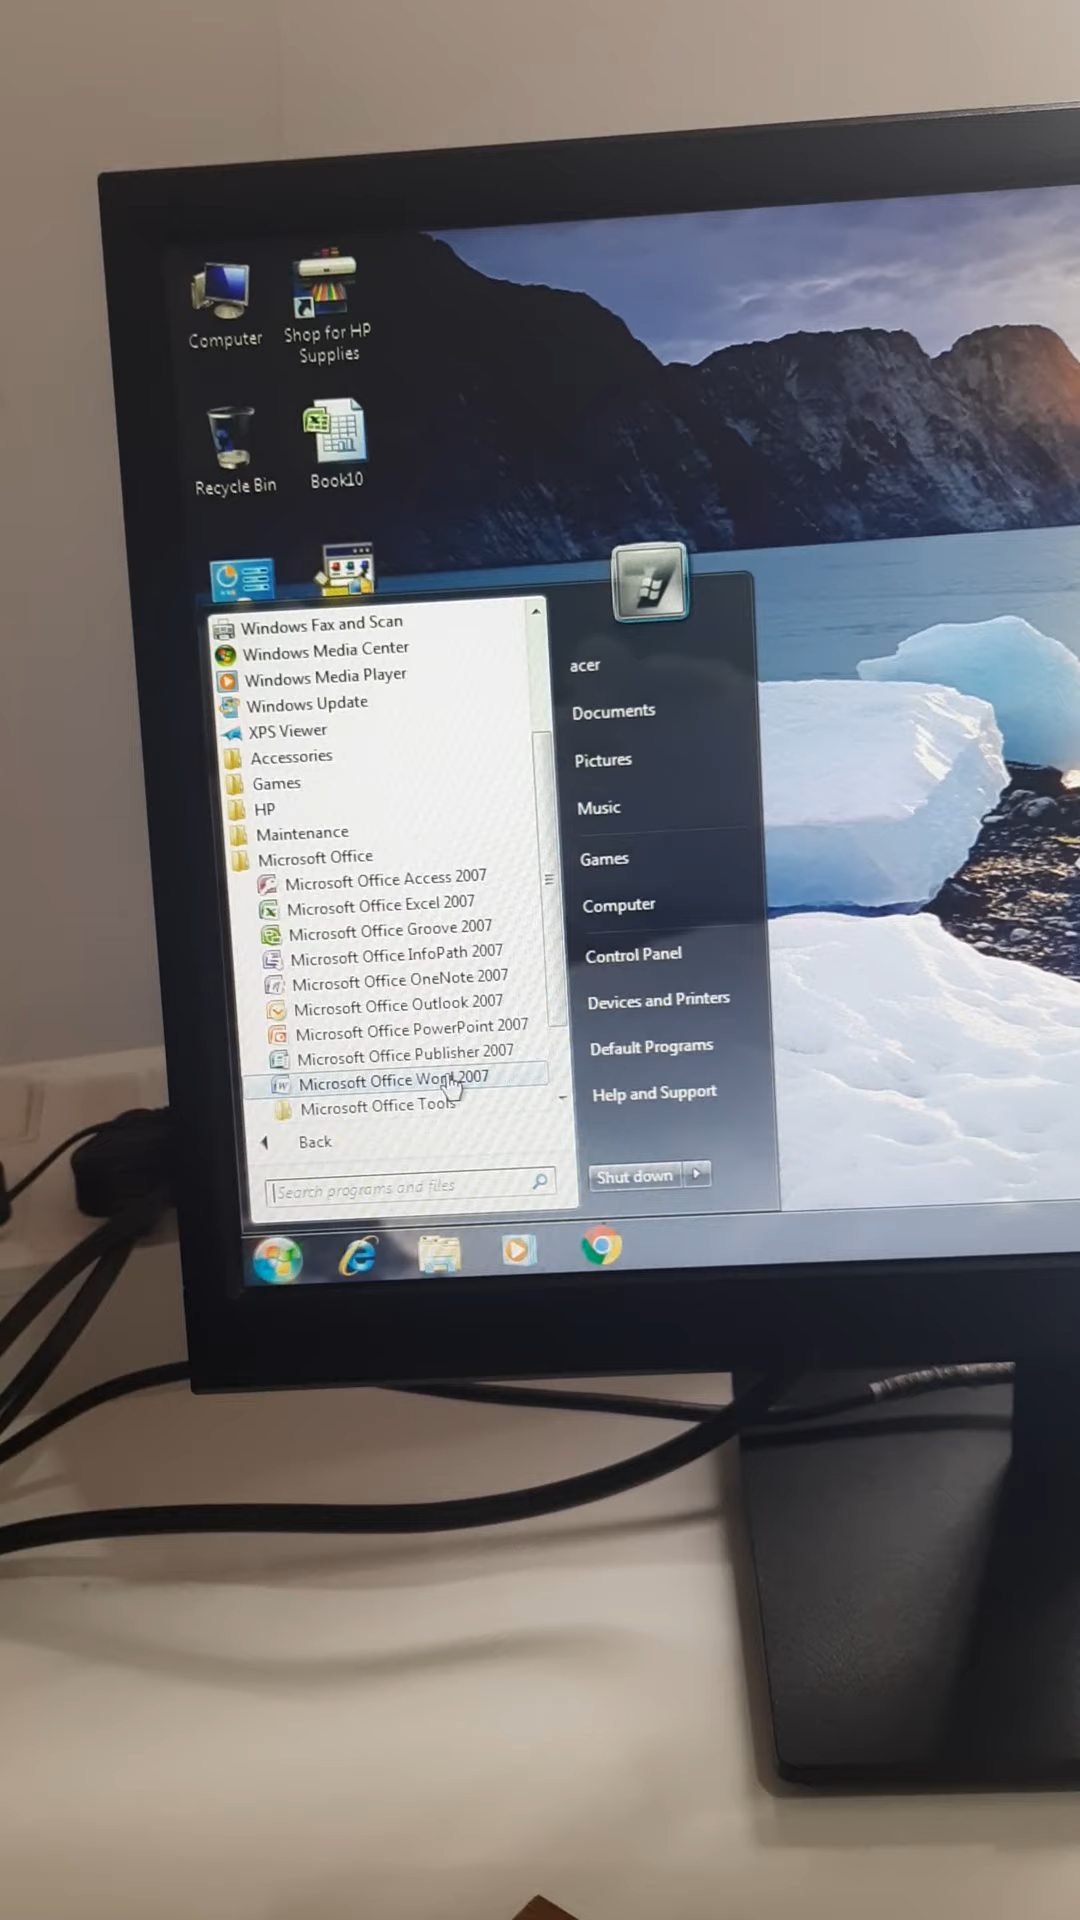 Computer
Shop for HP
Supplies
Recycle Bin
Book10
Windows Fax and Scan
Windows Media Center
Windows Media Player
Windows Update
XPS Viewer
Accessories
Games
HP
Maintenance
Microsoft Office
Microsoft Office Access 2007
Microsoft Office Excel 2007
Microsoft Office Groove 2007
Microsoft Office InfoPath 2007
Microsoft Office OneNote 2007
Microsoft Office Outlook 2007
Microsoft Office PowerPoint 2007
Microsoft Office Publisher 2007
Microsoft Office Word 2007
Microsoft Office Tools
Back
Search programs and files
acer
Documents
Pictures
Music
Games
Computer
Control Panel
Devices and Printers
Default Programs
Help and Support
Shut down